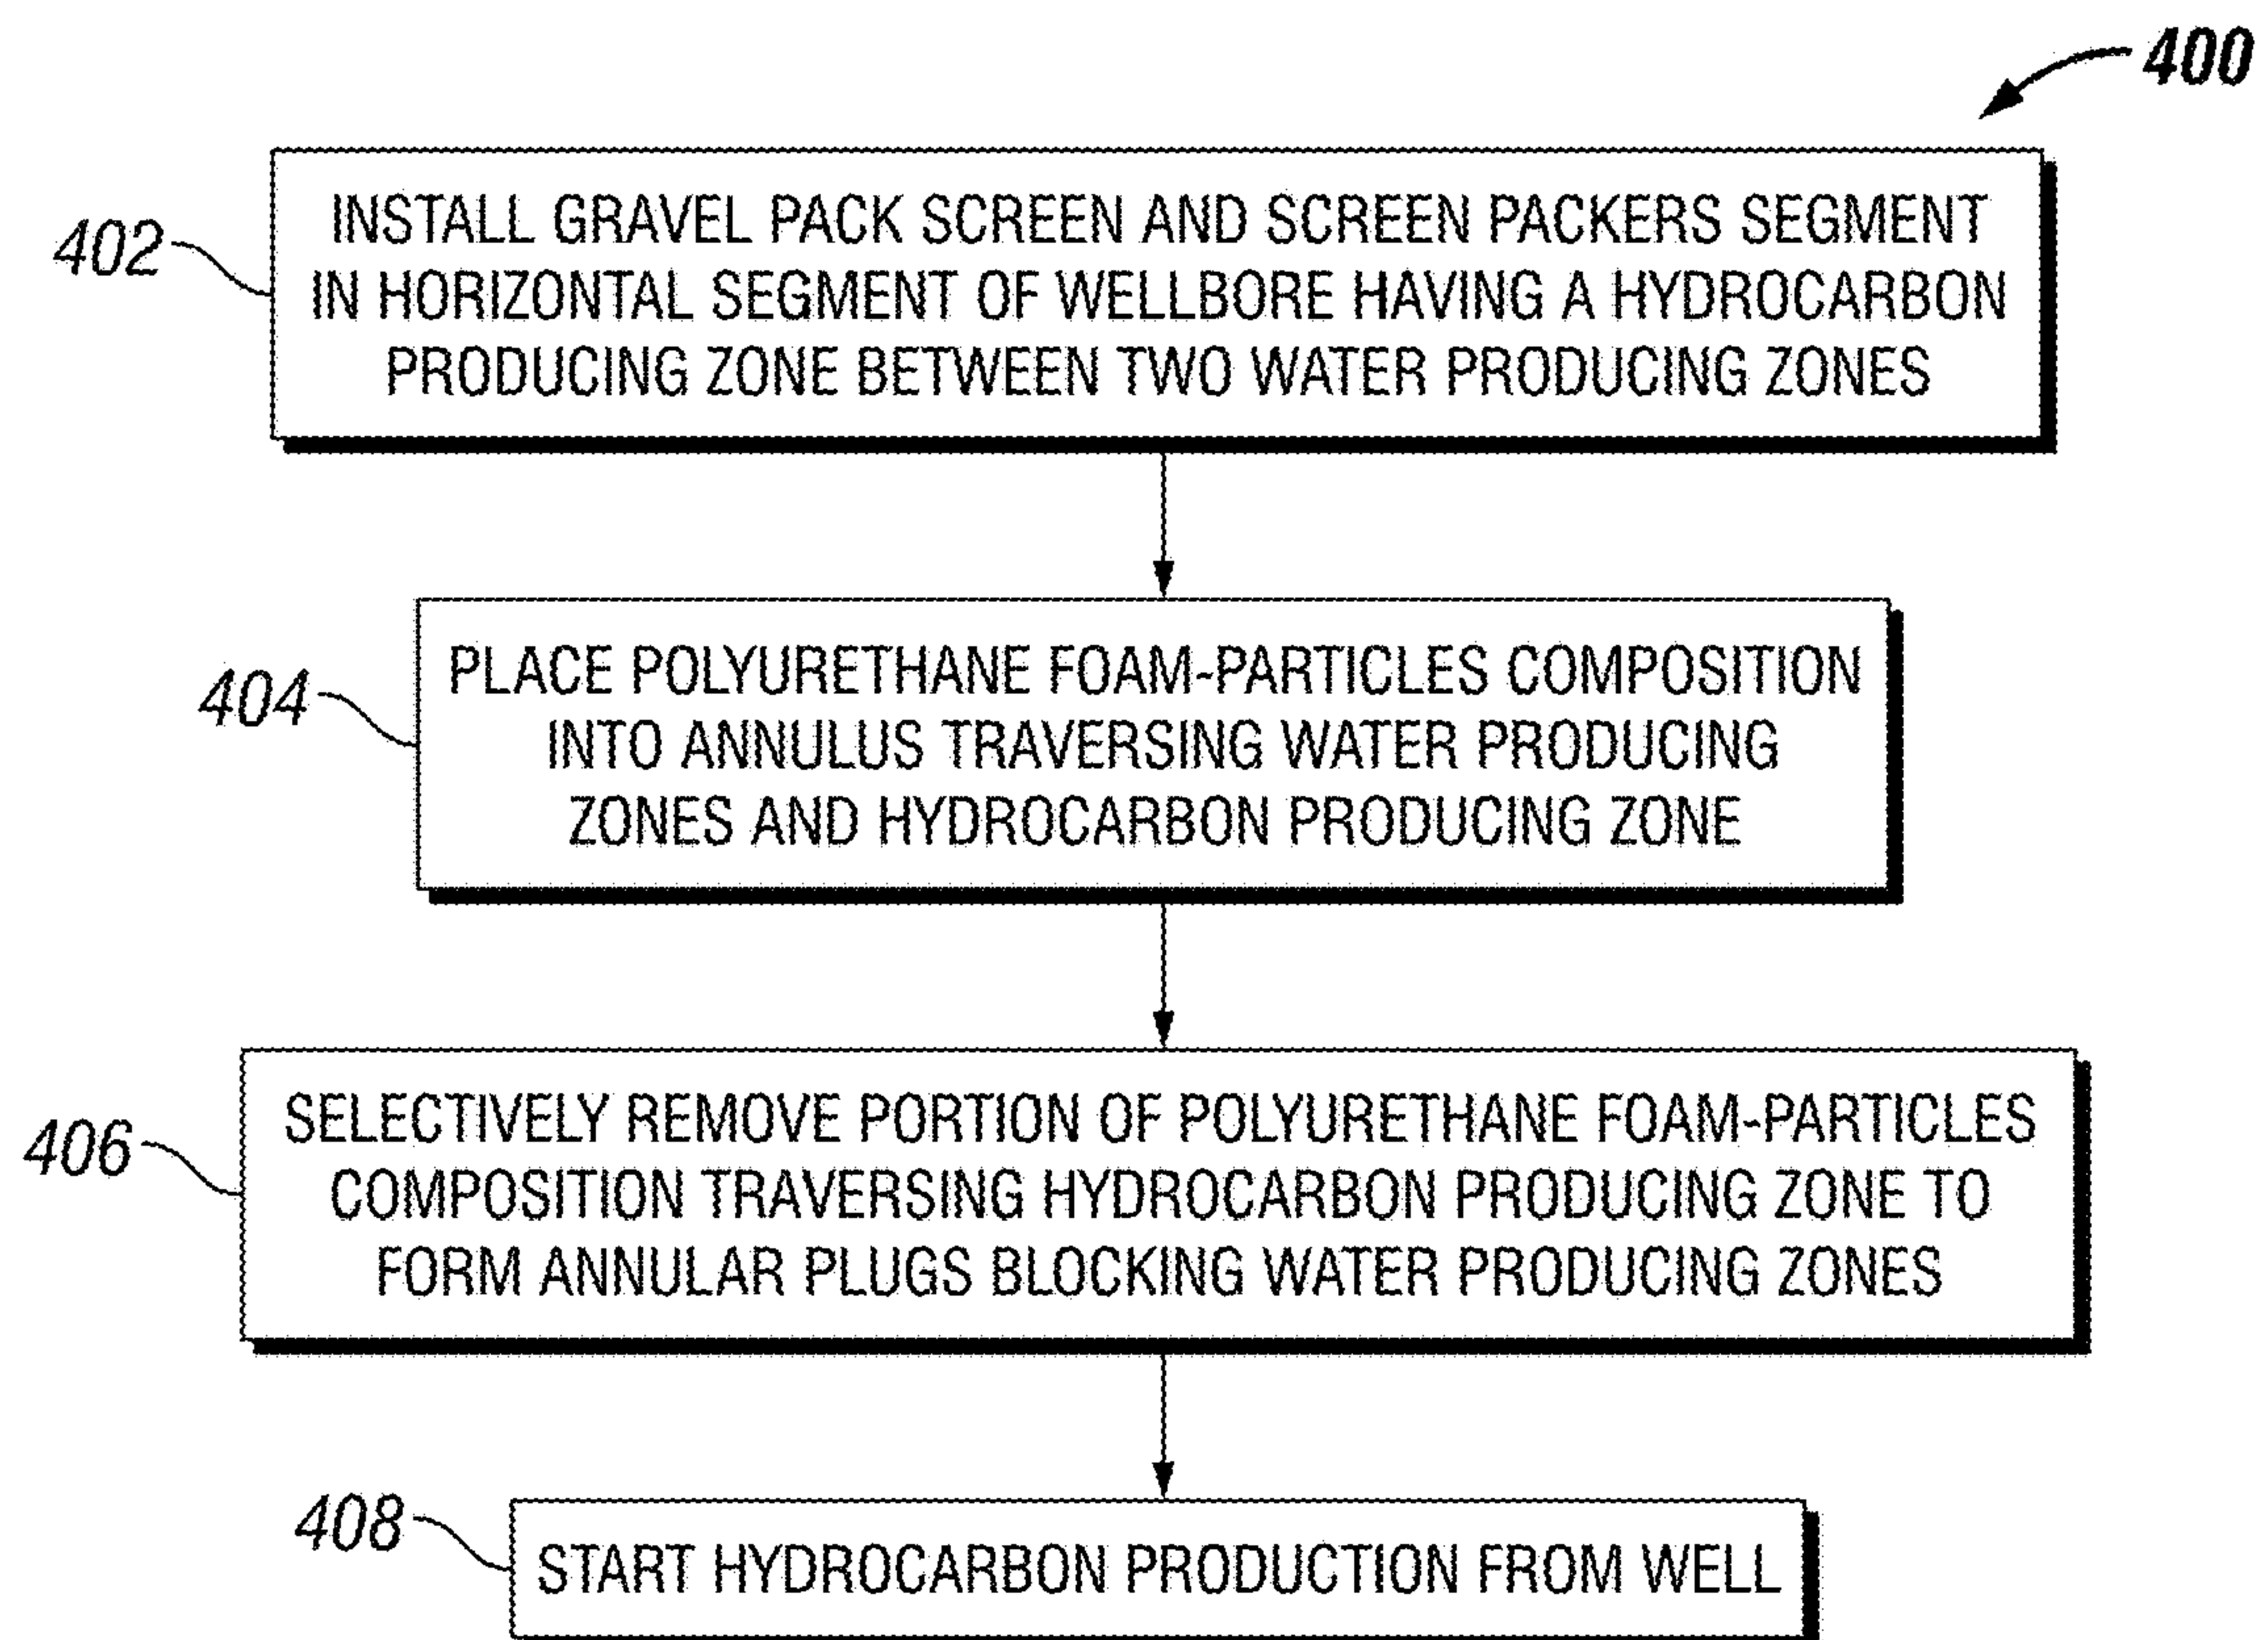 400
402
INSTALL GRAVEL PACK SCREEN AND SCREEN PACKERS SEGMENT
IN HORIZONTAL SEGMENT OF WELLBORE HAVING A HYDROCARBON
PRODUCING ZONE BETWEEN TWO WATER PRODUCING ZONES
404
PLACE POLYURETHANE FOAM-PARTICLES COMPOSITION
INTO ANNULUS TRAVERSING WATER PRODUCING
ZONES AND HYDROCARBON PRODUCING ZONE
406
SELECTIVELY REMOVE PORTION OF POLYURETHANE FOAM-PARTICLES
COMPOSITION TRAVERSING HYDROCARBON PRODUCING ZONE TO
FORM ANNULAR PLUGS BLOCKING WATER PRODUCING ZONES
408
START HYDROCARBON PRODUCTION FROM WELL